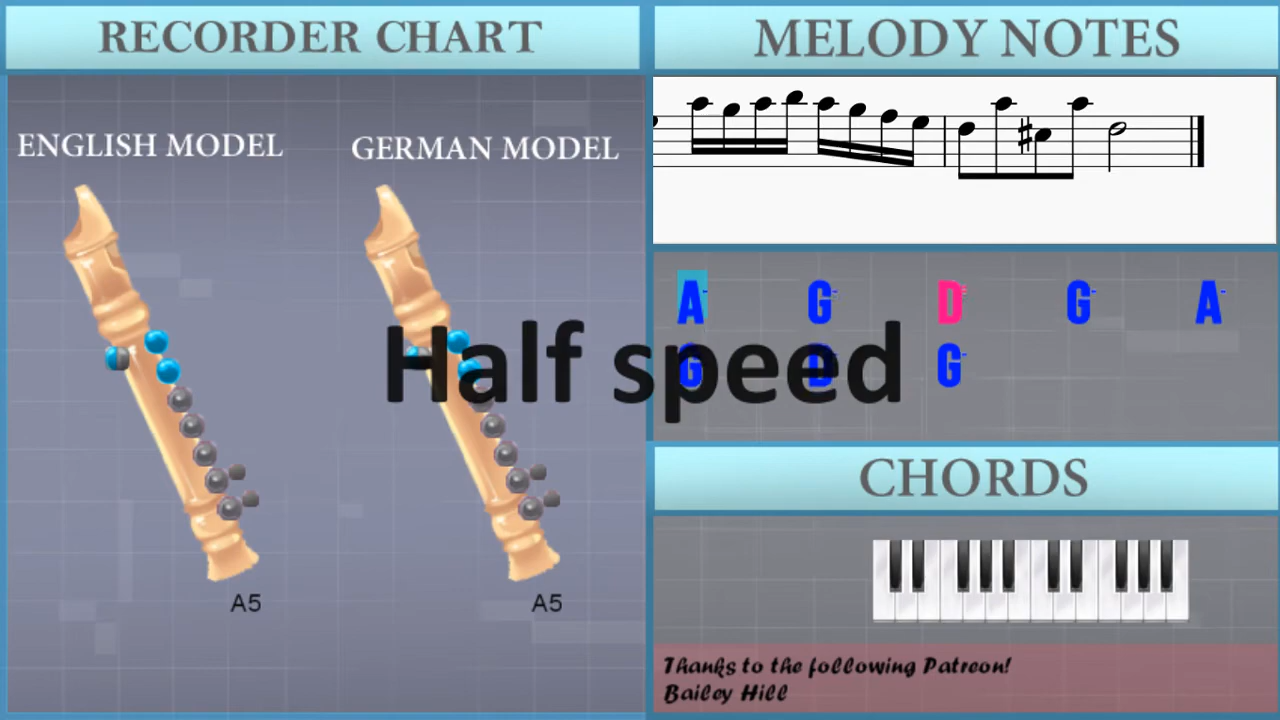 RECORDER CHART
MELODY NOTES
ENGLISH MODEL
GERMAN MODEL
A- G- D# G- A-
G- D- G-
Half speed
CHORDS
A5
A5
Thanks to the following Patreon!
Bailey Hill